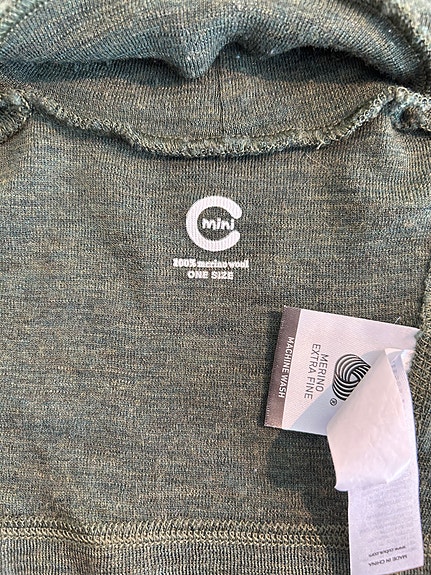 mini
100% merino wool
ONE SIZE
MACHINE WASH
MERINO
EXTRA FINE
®
MADE IN CHINA